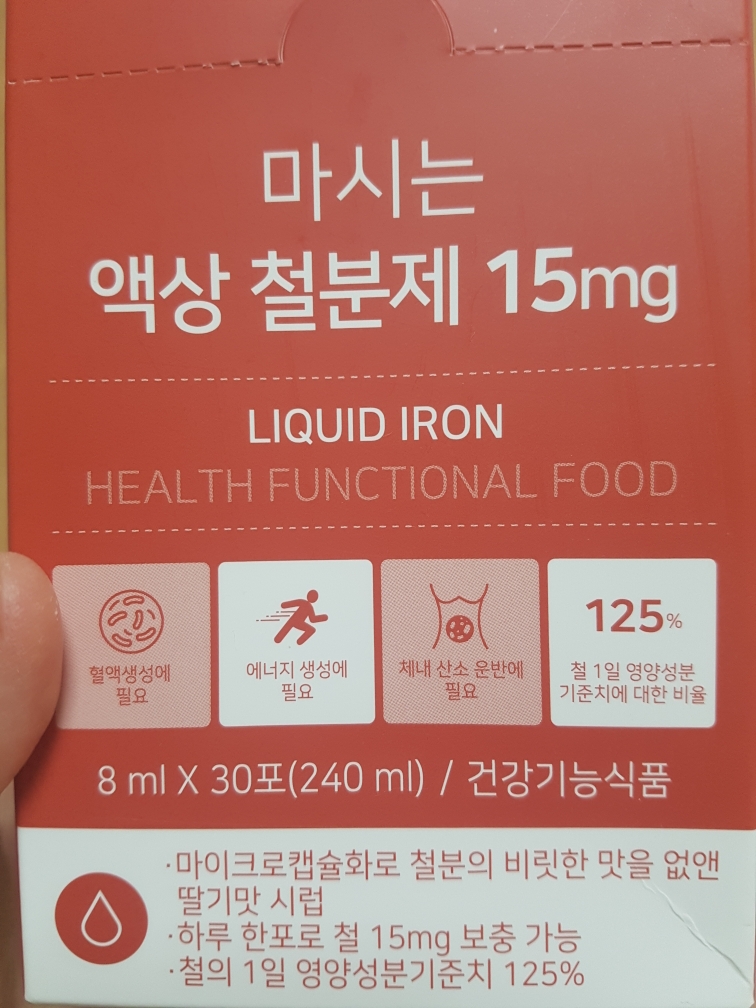 마시는
액상 철분제 15mg
LIQUID IRON
HEALTH FUNCTIONAL FOOD
혈액생성에
필요
에너지 생성에
필요
체내 산소 운반에
필요
125%
철 1일 영양성분
기준치에 대한 비율
8 ml X 30포(240 ml) / 건강기능식품
·마이크로캡슐화로 철분의 비릿한 맛을 없앤
딸기맛 시럽
·하루 한포로 철 15mg 보충 가능
·철의 1일 영양성분기준치 125%